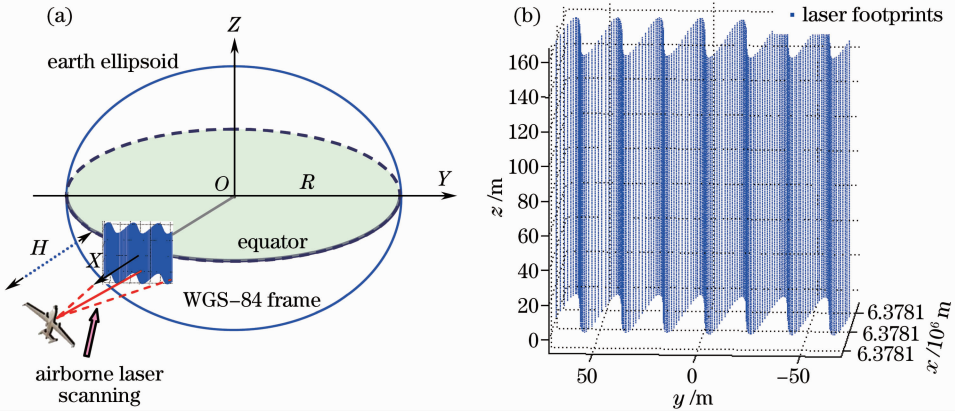 (a)
Z
earth ellipsoid
O
R
Y
equator
H
X
WGS-84 frame
airborne laser
scanning
(b)
laser footprints
160
140
120
100
80
60
40
20
0
z /m
50
0
-50
y /m
6.3781
6.3781
6.3781
x /10⁶ m